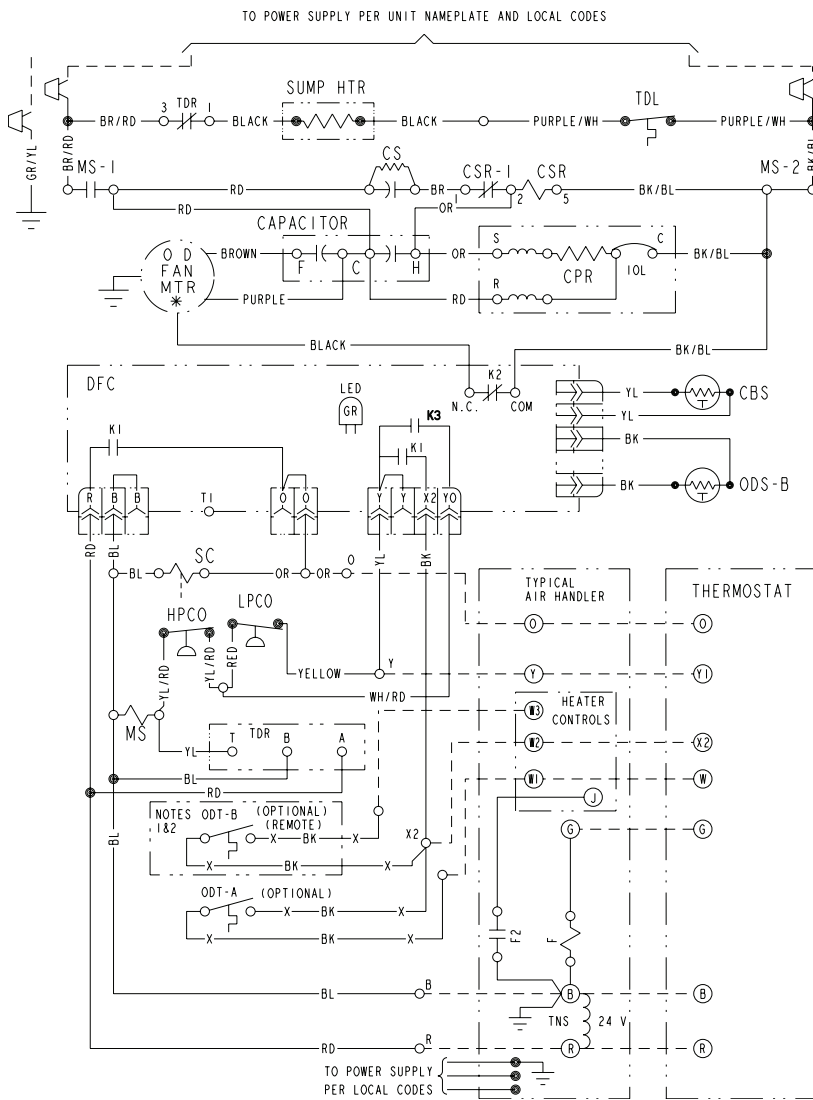 TO POWER SUPPLY PER UNIT NAMEPLATE AND LOCAL CODES
SUMP HTR
TDL
3 TDR 1
BR/RD
BLACK
BLACK
PURPLE/WH
PURPLE/WH
GR/YL
BR/RD
BK/BL
MS-1
CS
CSR-1
CSR
MS-2
RD
BR
1
2
5
BK/BL
RD
OR
CAPACITOR
OD
FAN
MTR
*
BROWN
F
C
H
OR
S
C
CPR
IOL
BK/BL
PURPLE
RD
R
BLACK
BK/BL
DFC
LED
GR
K2
N.C.
COM
YL
CBS
YL
BK
BK
ODS-B
K1
K3
K1
R
B
B
T1
O
O
Y
Y
X2
YO
RD
BL
YL
BK
BL
SC
OR
OR
O
TYPICAL
AIR HANDLER
THERMOSTAT
HPCO
LPCO
O
O
YL/RD
YL/RD
RED
YELLOW
Y
Y
Y1
WH/RD
HEATER
CONTROLS
W3
MS
YL
TDR
T
B
A
W2
X2
BL
W1
W
RD
J
NOTES
1&2
ODT-B
(OPTIONAL)
(REMOTE)
X
BK
X
X2
G
G
BL
X
BK
X
ODT-A
(OPTIONAL)
X
BK
X
BK
X
F2
F
BL
B
B
B
TNS
24 V
RD
R
R
R
TO POWER SUPPLY
PER LOCAL CODES